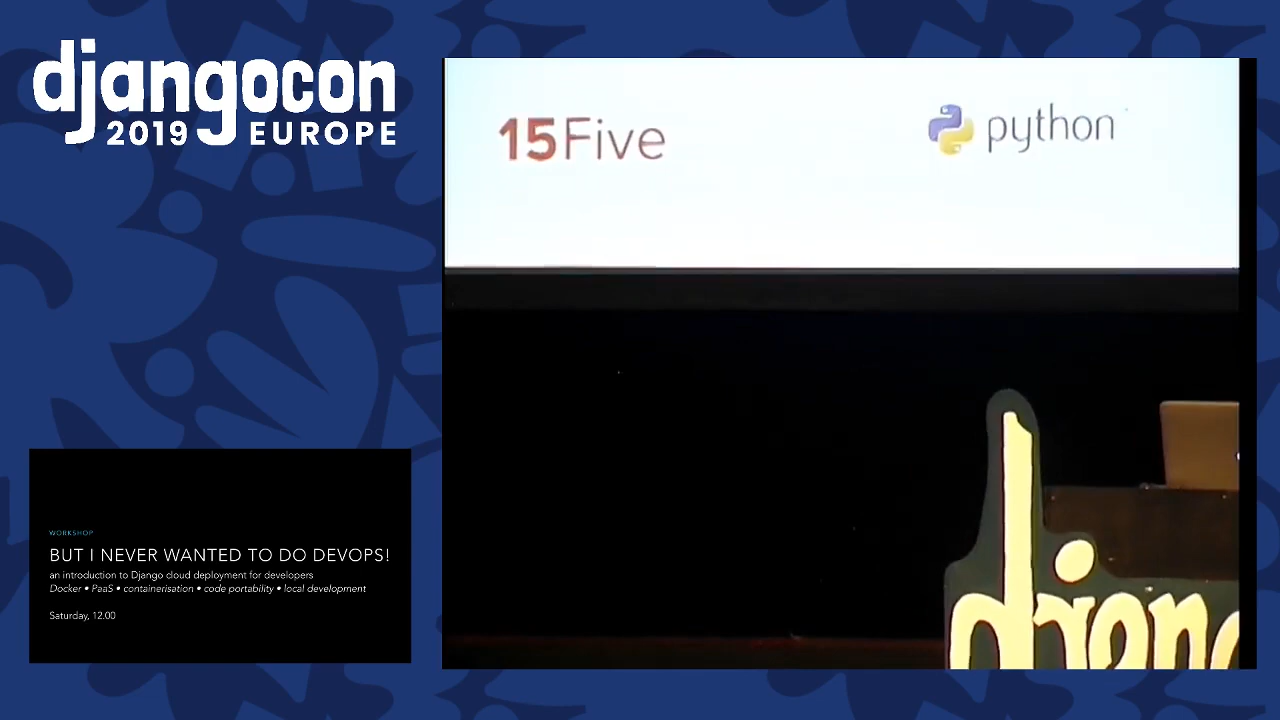 djangocon
2019 EUROPE
15Five
python
WORKSHOP
BUT I NEVER WANTED TO DO DEVOPS!
an introduction to Django cloud deployment for developers
Docker • PaaS • containerisation • code portability • local development
Saturday, 12.00
djang